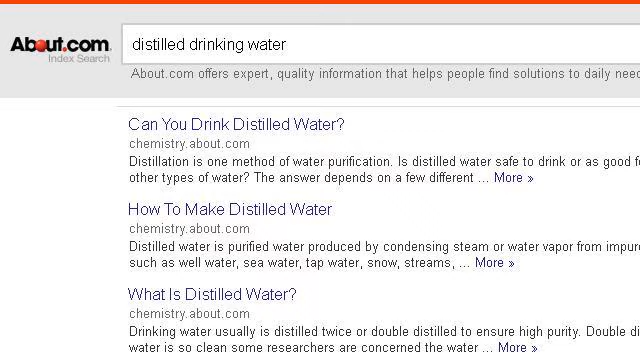 About.com.
Index Search
distilled drinking water
About.com offers expert, quality information that helps people find solutions to daily
Can You Drink Distilled Water?
chemistry.about.com
Distillation is one method of water purification. Is distilled water safe to drink or as good
other types of water? The answer depends on a few different ... More »
How To Make Distilled Water
chemistry.about.com
Distilled water is purified water produced by condensing steam or water vapor from
such as well water, sea water, tap water, snow, streams, ... More »
What Is Distilled Water?
chemistry.about.com
Drinking water usually is distilled twice or double distilled to ensure high purity. Double
water is so clean some researchers are concerned the water ... More »